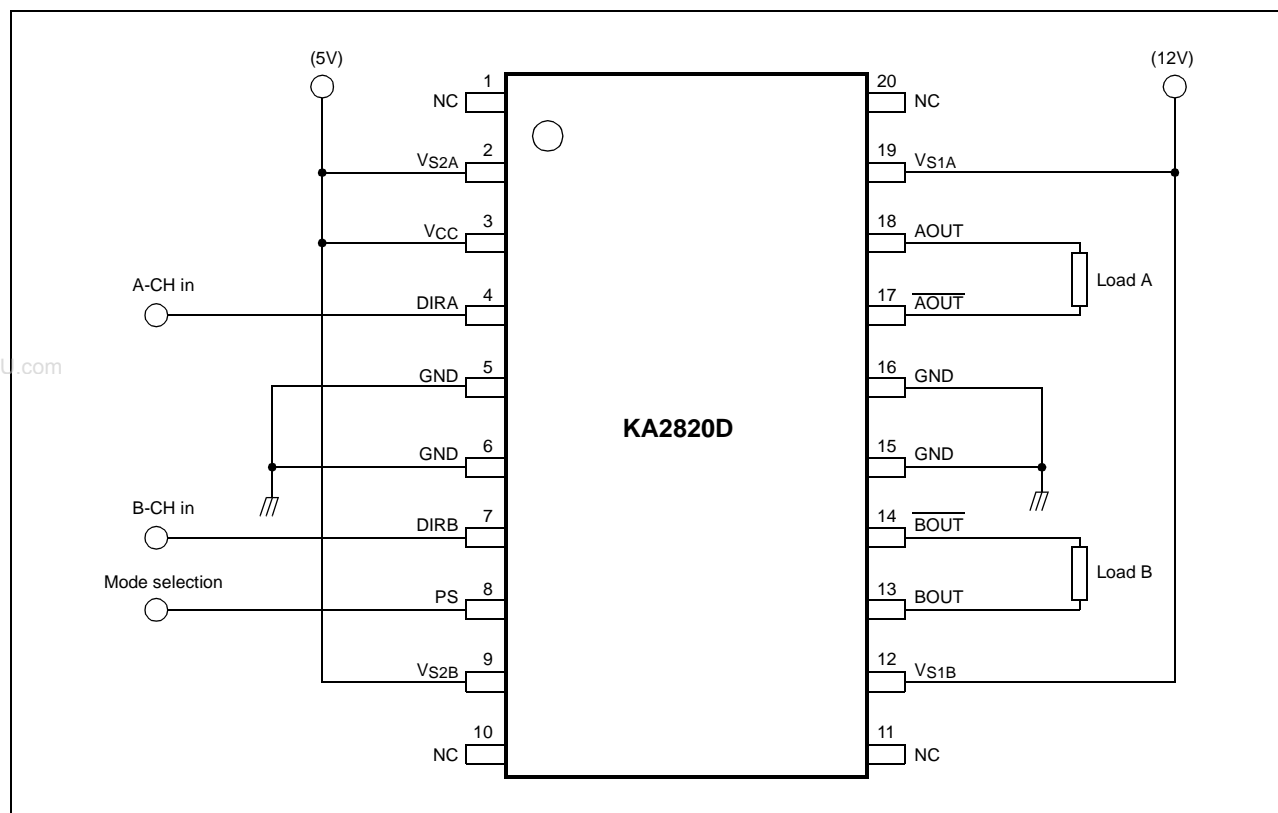 (5V)
(12V)
1
NC
20
NC
2
VS2A
19
VS1A
3
VCC
18
AOUT
A-CH in
4
DIRA
17
AOUT
Load A
U.com
5
GND
16
GND
KA2820D
6
GND
15
GND
B-CH in
7
DIRB
14
BOUT
Load B
Mode selection
8
PS
13
BOUT
9
VS2B
12
VS1B
10
NC
11
NC